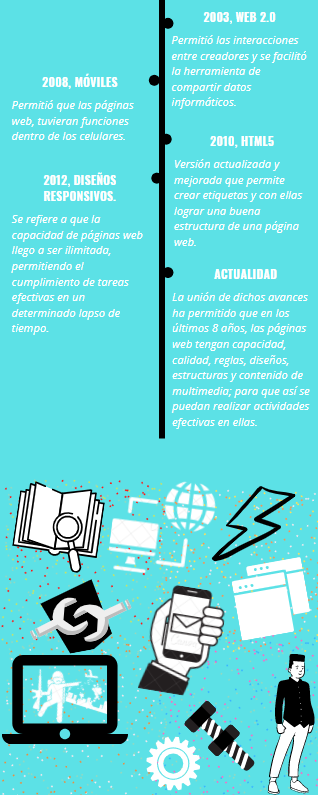 2003, WEB 2.0
Permitió las interacciones
entre creadores y se facilitó
la herramienta de
compartir datos
informáticos.
2008, MÓVILES
Permitió que las páginas
web, tuvieran funciones
dentro de los celulares.
2010, HTML5
Versión actualizada y
mejorada que permite
crear etiquetas y con ellas
lograr una buena
estructura de una página
web.
2012, DISEÑOS
RESPONSIVOS.
Se refiere a que la
capacidad de páginas web
llego a ser ilimitada,
permitiendo el
cumplimiento de tareas
efectivas en un
determinado lapso de
tiempo.
ACTUALIDAD
La unión de dichos avances
ha permitido que en los
últimos 8 años, las páginas
web tengan capacidad,
calidad, reglas, diseños,
estructuras y contenido de
multimedia; para que así se
puedan realizar actividades
efectivas en ellas.